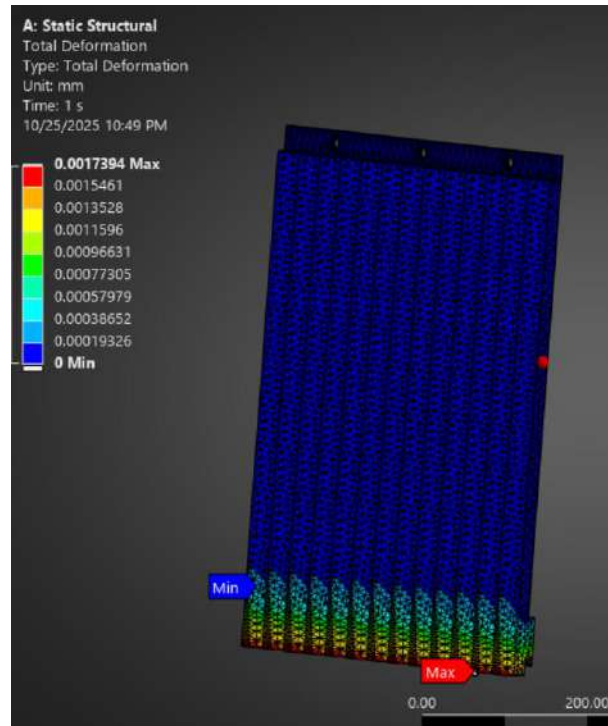 A: Static Structural
Total Deformation
Type: Total Deformation
Unit: mm
Time: 1 s
10/25/2025 10:49 PM
0.0017394 Max
0.0015461
0.0013528
0.0011596
0.00096631
0.00077305
0.00057979
0.00038652
0.00019326
0 Min
Min
Max
0.00
200.00